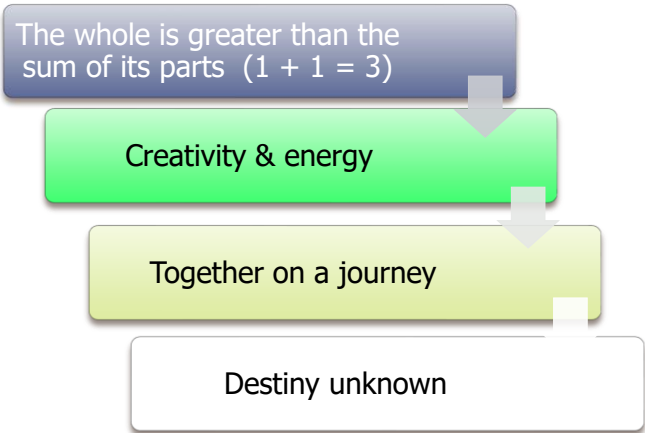 The whole is greater than the
sum of its parts (1 + 1 = 3)
Creativity & energy
Together on a journey
Destiny unknown